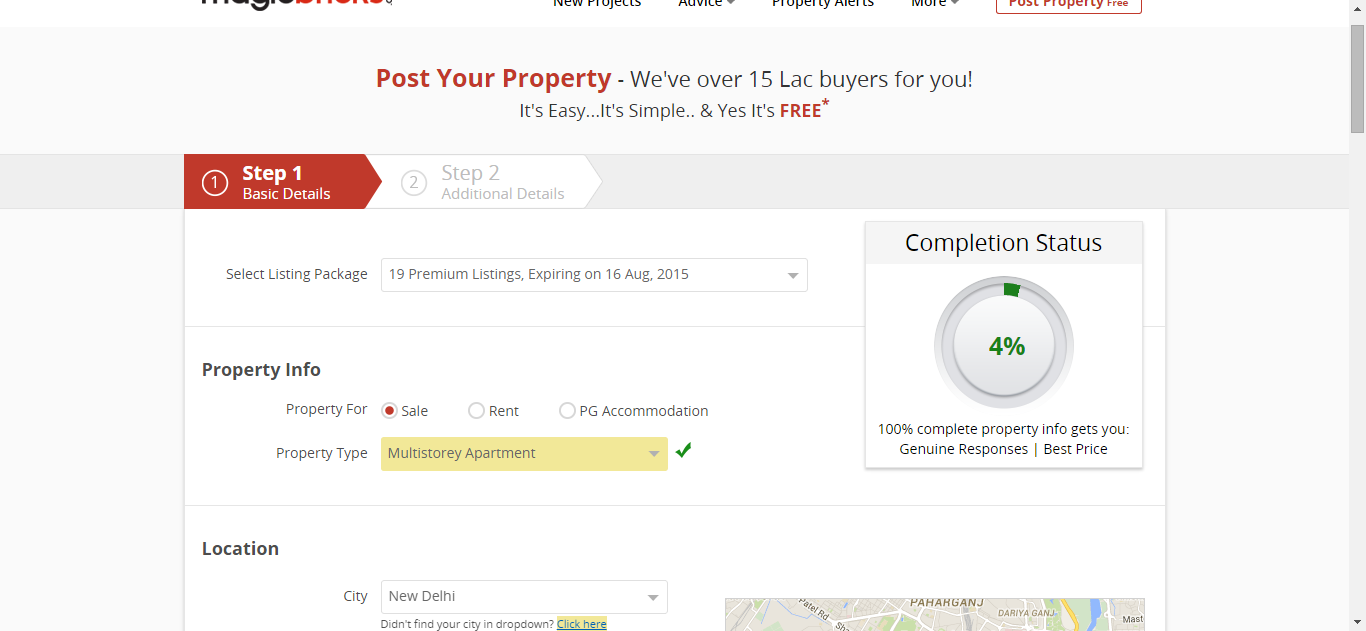 magicbricks
New Projects Advice Property Alerts More Post Property Free
Post Your Property - We've over 15 Lac buyers for you!
It's Easy...It's Simple.. & Yes It's FREE*
1 Step 1
Basic Details
2 Step 2
Additional Details
Completion Status
Select Listing Package 19 Premium Listings, Expiring on 16 Aug, 2015
4%
100% complete property info gets you:
Genuine Responses | Best Price
Property Info
Property For Sale Rent PG Accommodation
Property Type Multistorey Apartment
Location
City New Delhi
Didn't find your city in dropdown? Click here
Patel Rd
PAHARGANJ
DARIYA GANJ
Mast